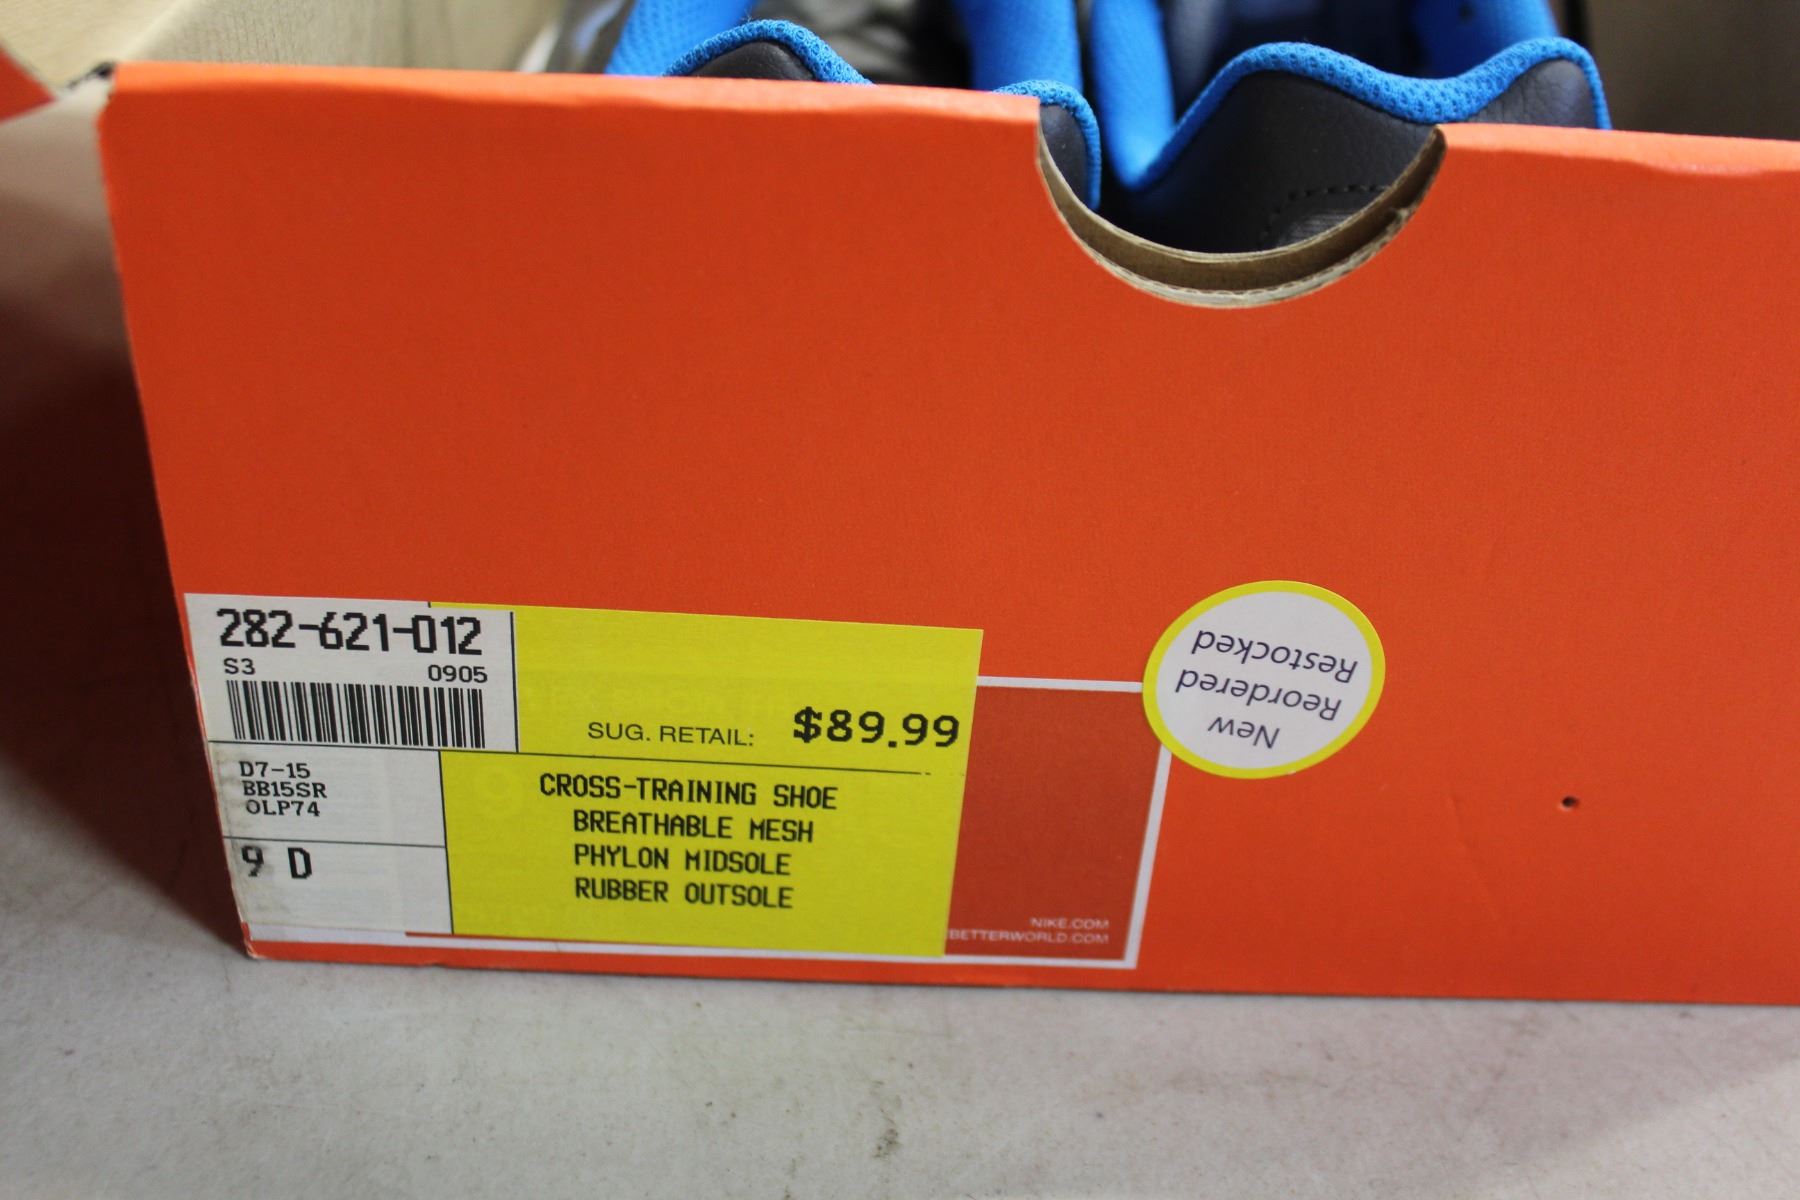 282-621-012
S3 0905
SUG. RETAIL: $89.99
D7-15
BB15SR
OLP74
9 D
CROSS-TRAINING SHOE
BREATHABLE MESH
PHYLON MIDSOLE
RUBBER OUTSOLE
NIKE.COM
BETTERWORLD.COM
New
Reordered
Restocked